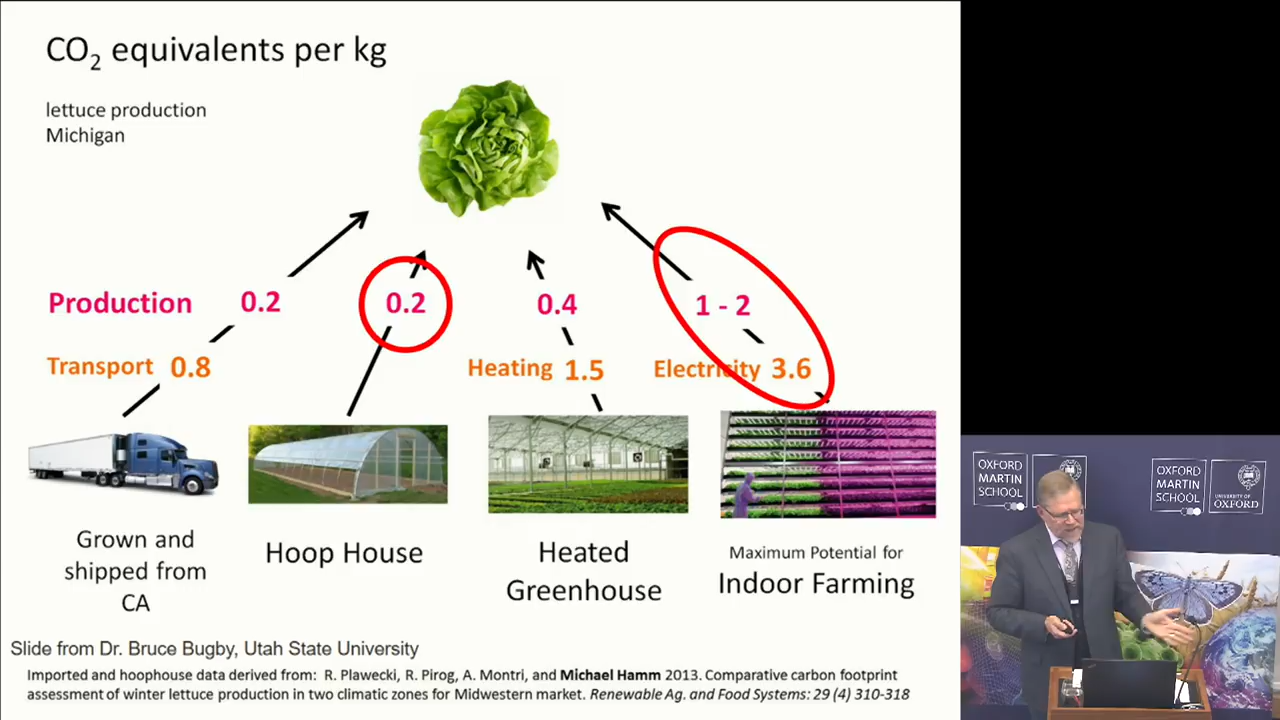 CO2 equivalents per kg
lettuce production
Michigan
Production 0.2 0.2 0.4 1 - 2
Transport 0.8 Heating 1.5 Electricity 3.6
Grown and
shipped from
CA
Hoop House
Heated
Greenhouse
Maximum Potential for
Indoor Farming
Slide from Dr. Bruce Bugby, Utah State University
Imported and hoophouse data derived from: R. Plawecki, R. Pirog, A. Montri, and Michael Hamm 2013. Comparative carbon footprint
assessment of winter lettuce production in two climatic zones for Midwestern market. Renewable Ag. and Food Systems: 29 (4) 310-318
OXFORD
MARTIN
SCHOOL
OXFORD
MARTIN
SCHOOL
UNIVERSITY OF
OXFORD